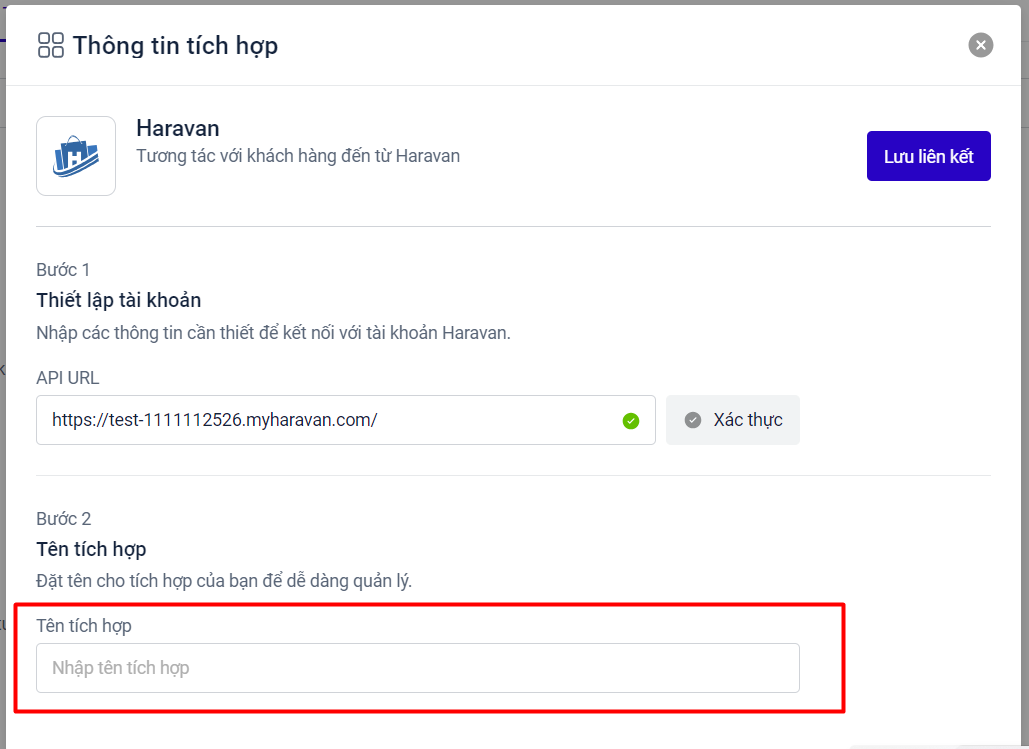 Thông tin tích hợp
Haravan
Tương tác với khách hàng đến từ Haravan
Lưu liên kết
Bước 1
Thiết lập tài khoản
Nhập các thông tin cần thiết để kết nối với tài khoản Haravan.
API URL
https://test-1111112526.myharavan.com/
Xác thực
Bước 2
Tên tích hợp
Đặt tên cho tích hợp của bạn để dễ dàng quản lý.
Tên tích hợp
Nhập tên tích hợp